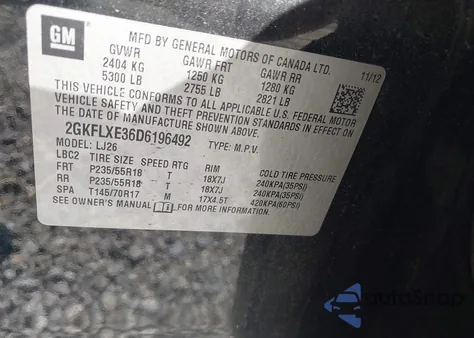 GM
MFD BY GENERAL MOTORS OF CANADA LTD.
GVWR GAWR FRT GAWR RR 11/12
2404 KG 1250 KG 1280 KG
5300 LB 2755 LB 2821 LB
THIS VEHICLE CONFORMS TO ALL APPLICABLE U.S. FEDERAL MOTOR
VEHICLE SAFETY, BUMPER, AND THEFT PREVENTION STANDARDS IN EFFECT ON
THE DATE OF MANUFACTURE SHOWN ABOVE.
2GKFLXE36D6196492 TYPE: M.P.V.
MODEL: LJ26
LBC2 TIRE SIZE SPEED RTG RIM COLD TIRE PRESSURE
FRT P235/55R18 T 18X7J 240KPA(35PSI)
RR P235/55R18 T 18X7J 240KPA(35PSI)
SPA T145/70R17 M 17X4.5T 420KPA(60PSI)
SEE OWNER'S MANUAL FOR MORE INFORMATION.
AutoSnap